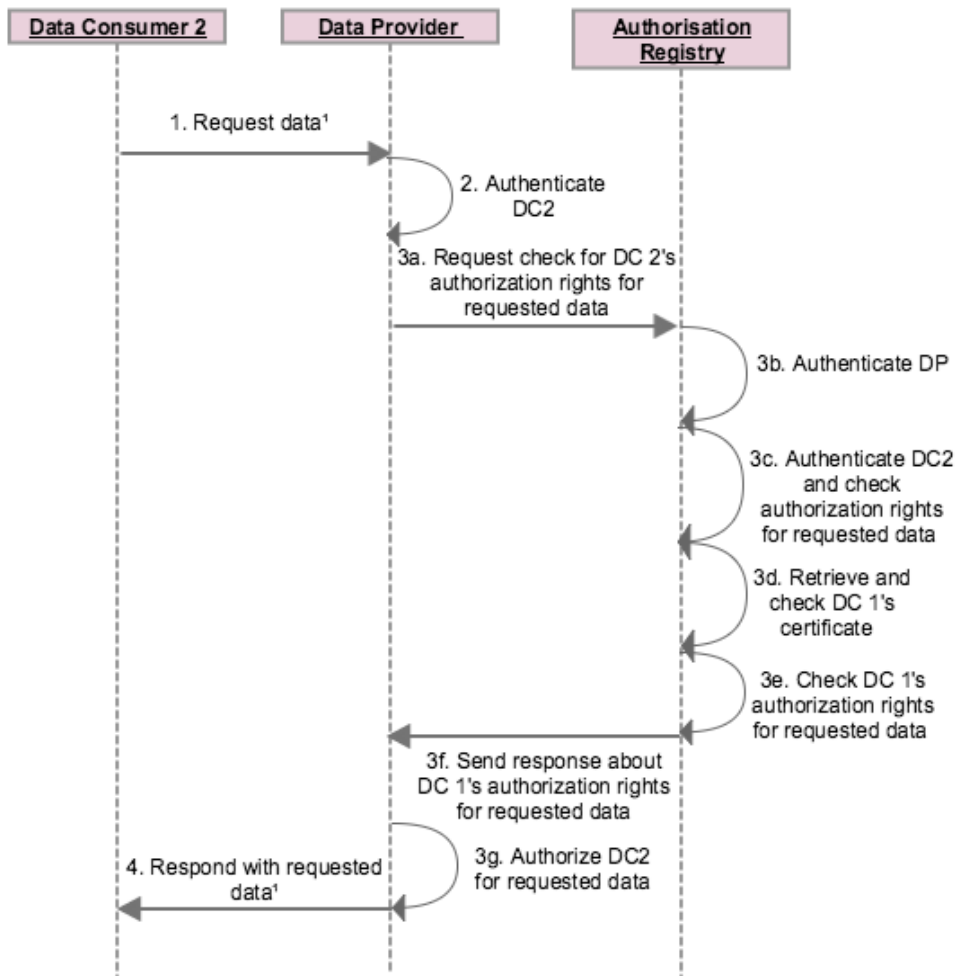 Data Consumer 2
Data Provider
Authorisation
Registry
1. Request data¹
2. Authenticate
DC2
3a. Request check for DC 2's
authorization rights for
requested data
3b. Authenticate DP
3c. Authenticate DC2
and check
authorization rights
for requested data
3d. Retrieve and
check DC 1's
certificate
3e. Check DC 1's
authorization rights
for requested data
3f. Send response about
DC 1's authorization rights
for requested data
3g. Authorize DC2
for requested data
4. Respond with requested
data¹